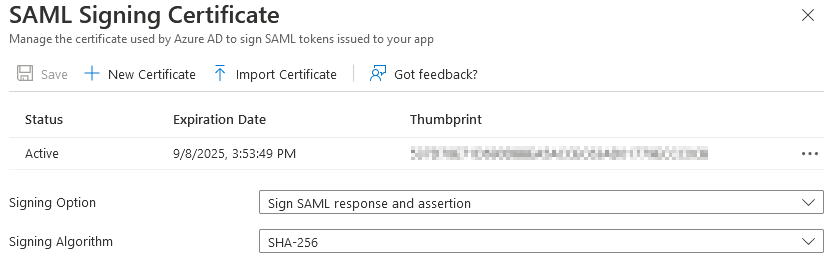 SAML Signing Certificate
Manage the certificate used by Azure AD to sign SAML tokens issued to your app
Save New Certificate Import Certificate Got feedback?
Status Expiration Date Thumbprint
Active 9/8/2025, 3:53:49 PM
Signing Option Sign SAML response and assertion
Signing Algorithm SHA-256